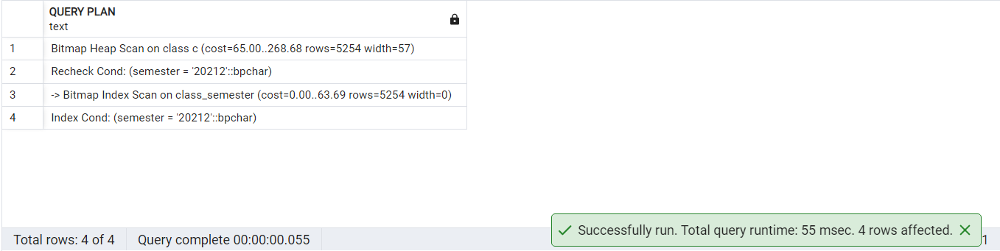 QUERY PLAN
text
1 Bitmap Heap Scan on class c (cost=65.00..268.68 rows=5254 width=57)
2 Recheck Cond: (semester = '20212'::bpchar)
3 -> Bitmap Index Scan on class_semester (cost=0.00..63.69 rows=5254 width=0)
4 Index Cond: (semester = '20212'::bpchar)
Successfully run. Total query runtime: 55 msec. 4 rows affected.
Total rows: 4 of 4 Query complete 00:00:00.055 1